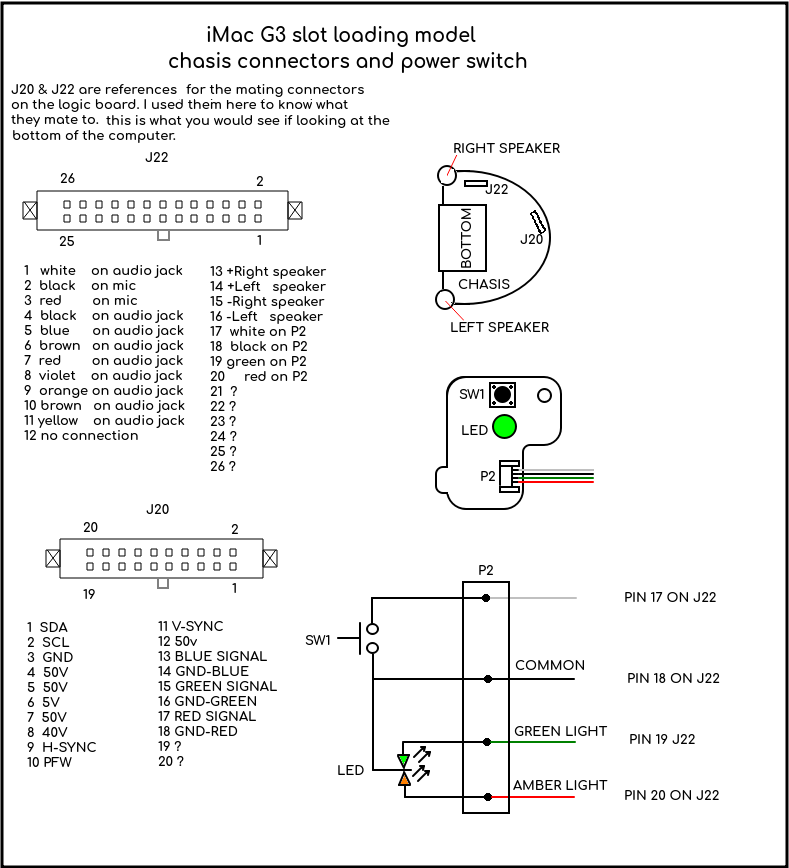 iMac G3 slot loading model
chasis connectors and power switch
J20 & J22 are references for the mating connectors
on the logic board. I used them here to know what
they mate to. this is what you would see if looking at the
bottom of the computer.
J22
26 2
25 1
1 white on audio jack
2 black on mic
3 red on mic
4 black on audio jack
5 blue on audio jack
6 brown on audio jack
7 red on audio jack
8 violet on audio jack
9 orange on audio jack
10 brown on audio jack
11 yellow on audio jack
12 no connection
13 +Right speaker
14 +Left speaker
15 -Right speaker
16 -Left speaker
17 white on P2
18 black on P2
19 green on P2
20 red on P2
21 ?
22 ?
23 ?
24 ?
25 ?
26 ?
RIGHT SPEAKER
J22
J20
BOTTOM
CHASIS
LEFT SPEAKER
SW1
LED
P2
J20
20 2
19 1
1 SDA
2 SCL
3 GND
4 50V
5 50V
6 5V
7 50V
8 40V
9 H-SYNC
10 PFW
11 V-SYNC
12 50v
13 BLUE SIGNAL
14 GND-BLUE
15 GREEN SIGNAL
16 GND-GREEN
17 RED SIGNAL
18 GND-RED
19 ?
20 ?
P2
PIN 17 ON J22
SW1
COMMON
PIN 18 ON J22
GREEN LIGHT
PIN 19 J22
LED
AMBER LIGHT
PIN 20 ON J22